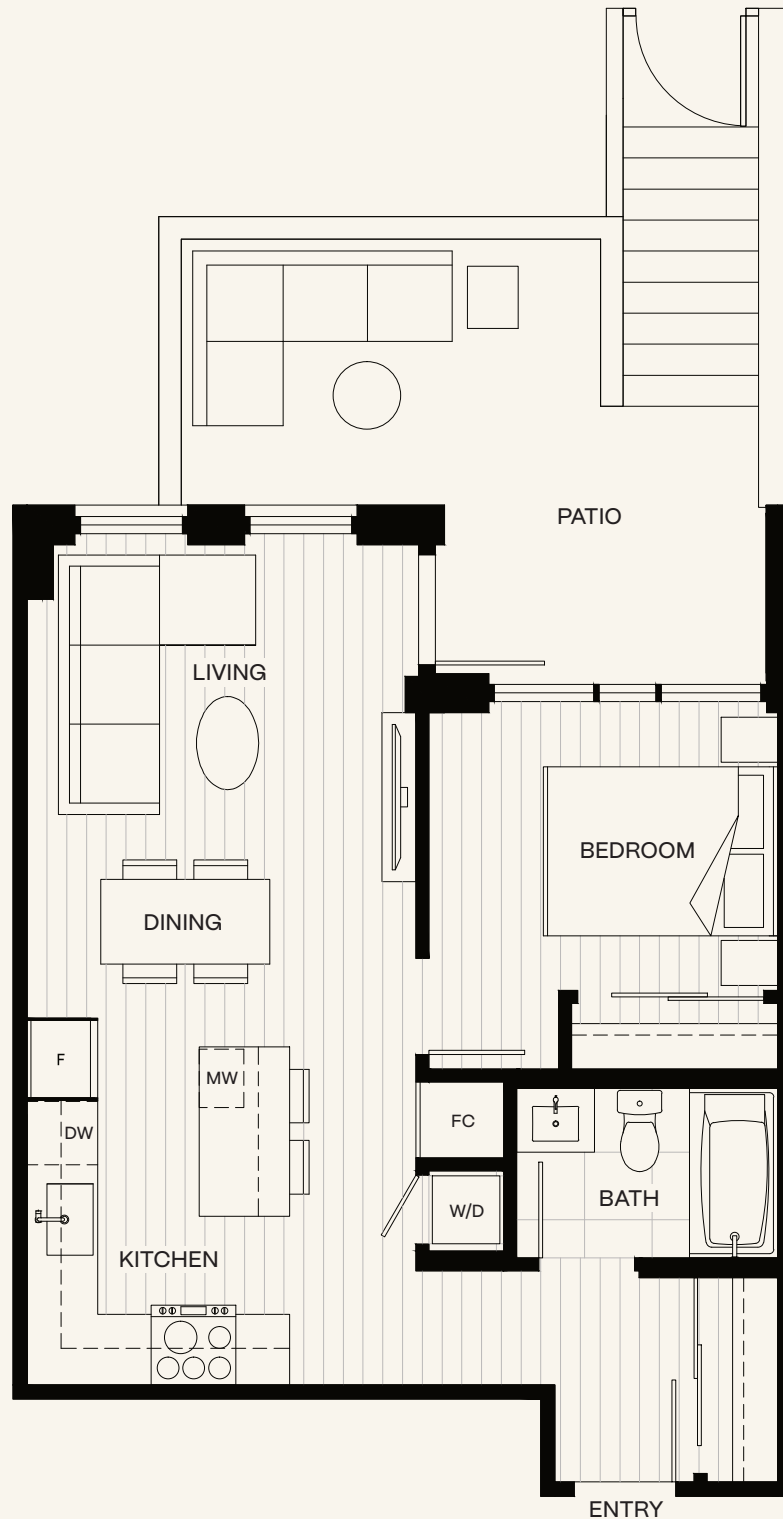 PATIO
LIVING
BEDROOM
DINING
F
MW
FC
DW
BATH
W/D
KITCHEN
ENTRY